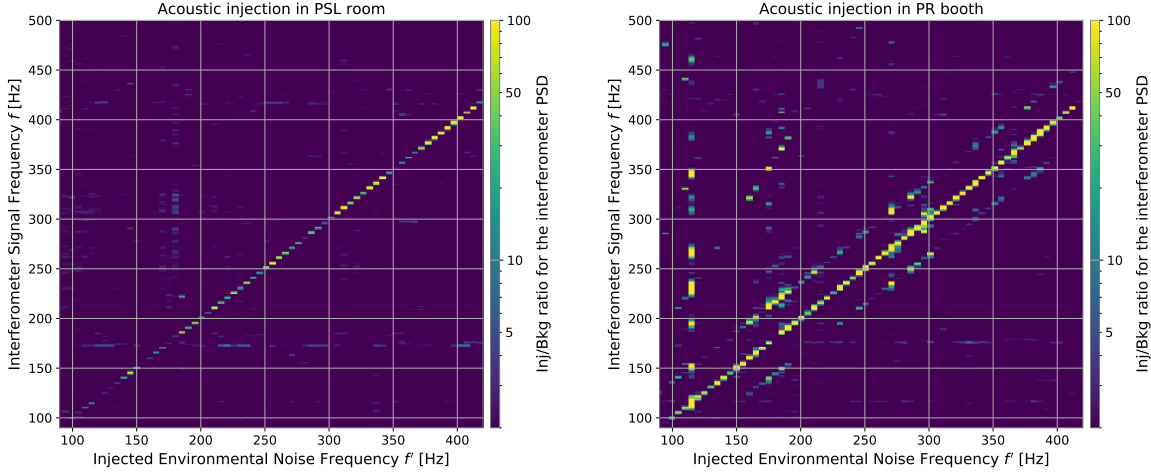 Acoustic injection in PSL room
Interferometer Signal Frequency f [Hz]
500
450
400
350
300
250
200
150
100
100 150 200 250 300 350 400
Injected Environmental Noise Frequency f′ [Hz]
100
50
10
5
Inj/Bkg ratio for the interferometer PSD
Acoustic injection in PR booth
Interferometer Signal Frequency f [Hz]
500
450
400
350
300
250
200
150
100
100 150 200 250 300 350 400
Injected Environmental Noise Frequency f′ [Hz]
100
50
10
5
Inj/Bkg ratio for the interferometer PSD